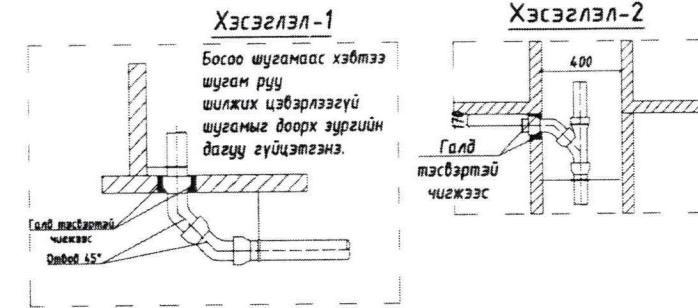 Хэсэглэл-1
Босоо шугамаас хэвтээ
шугам руу
шилжих цэвэрлэгээгүй
шугамыг доорх зургийн
дагуу гүйцэтгэнэ.
Галд тэсвэртэй
чигжээс
Отвод 45°
Хэсэглэл-2
400
170
Галд
тэсвэртэй
чигжээс